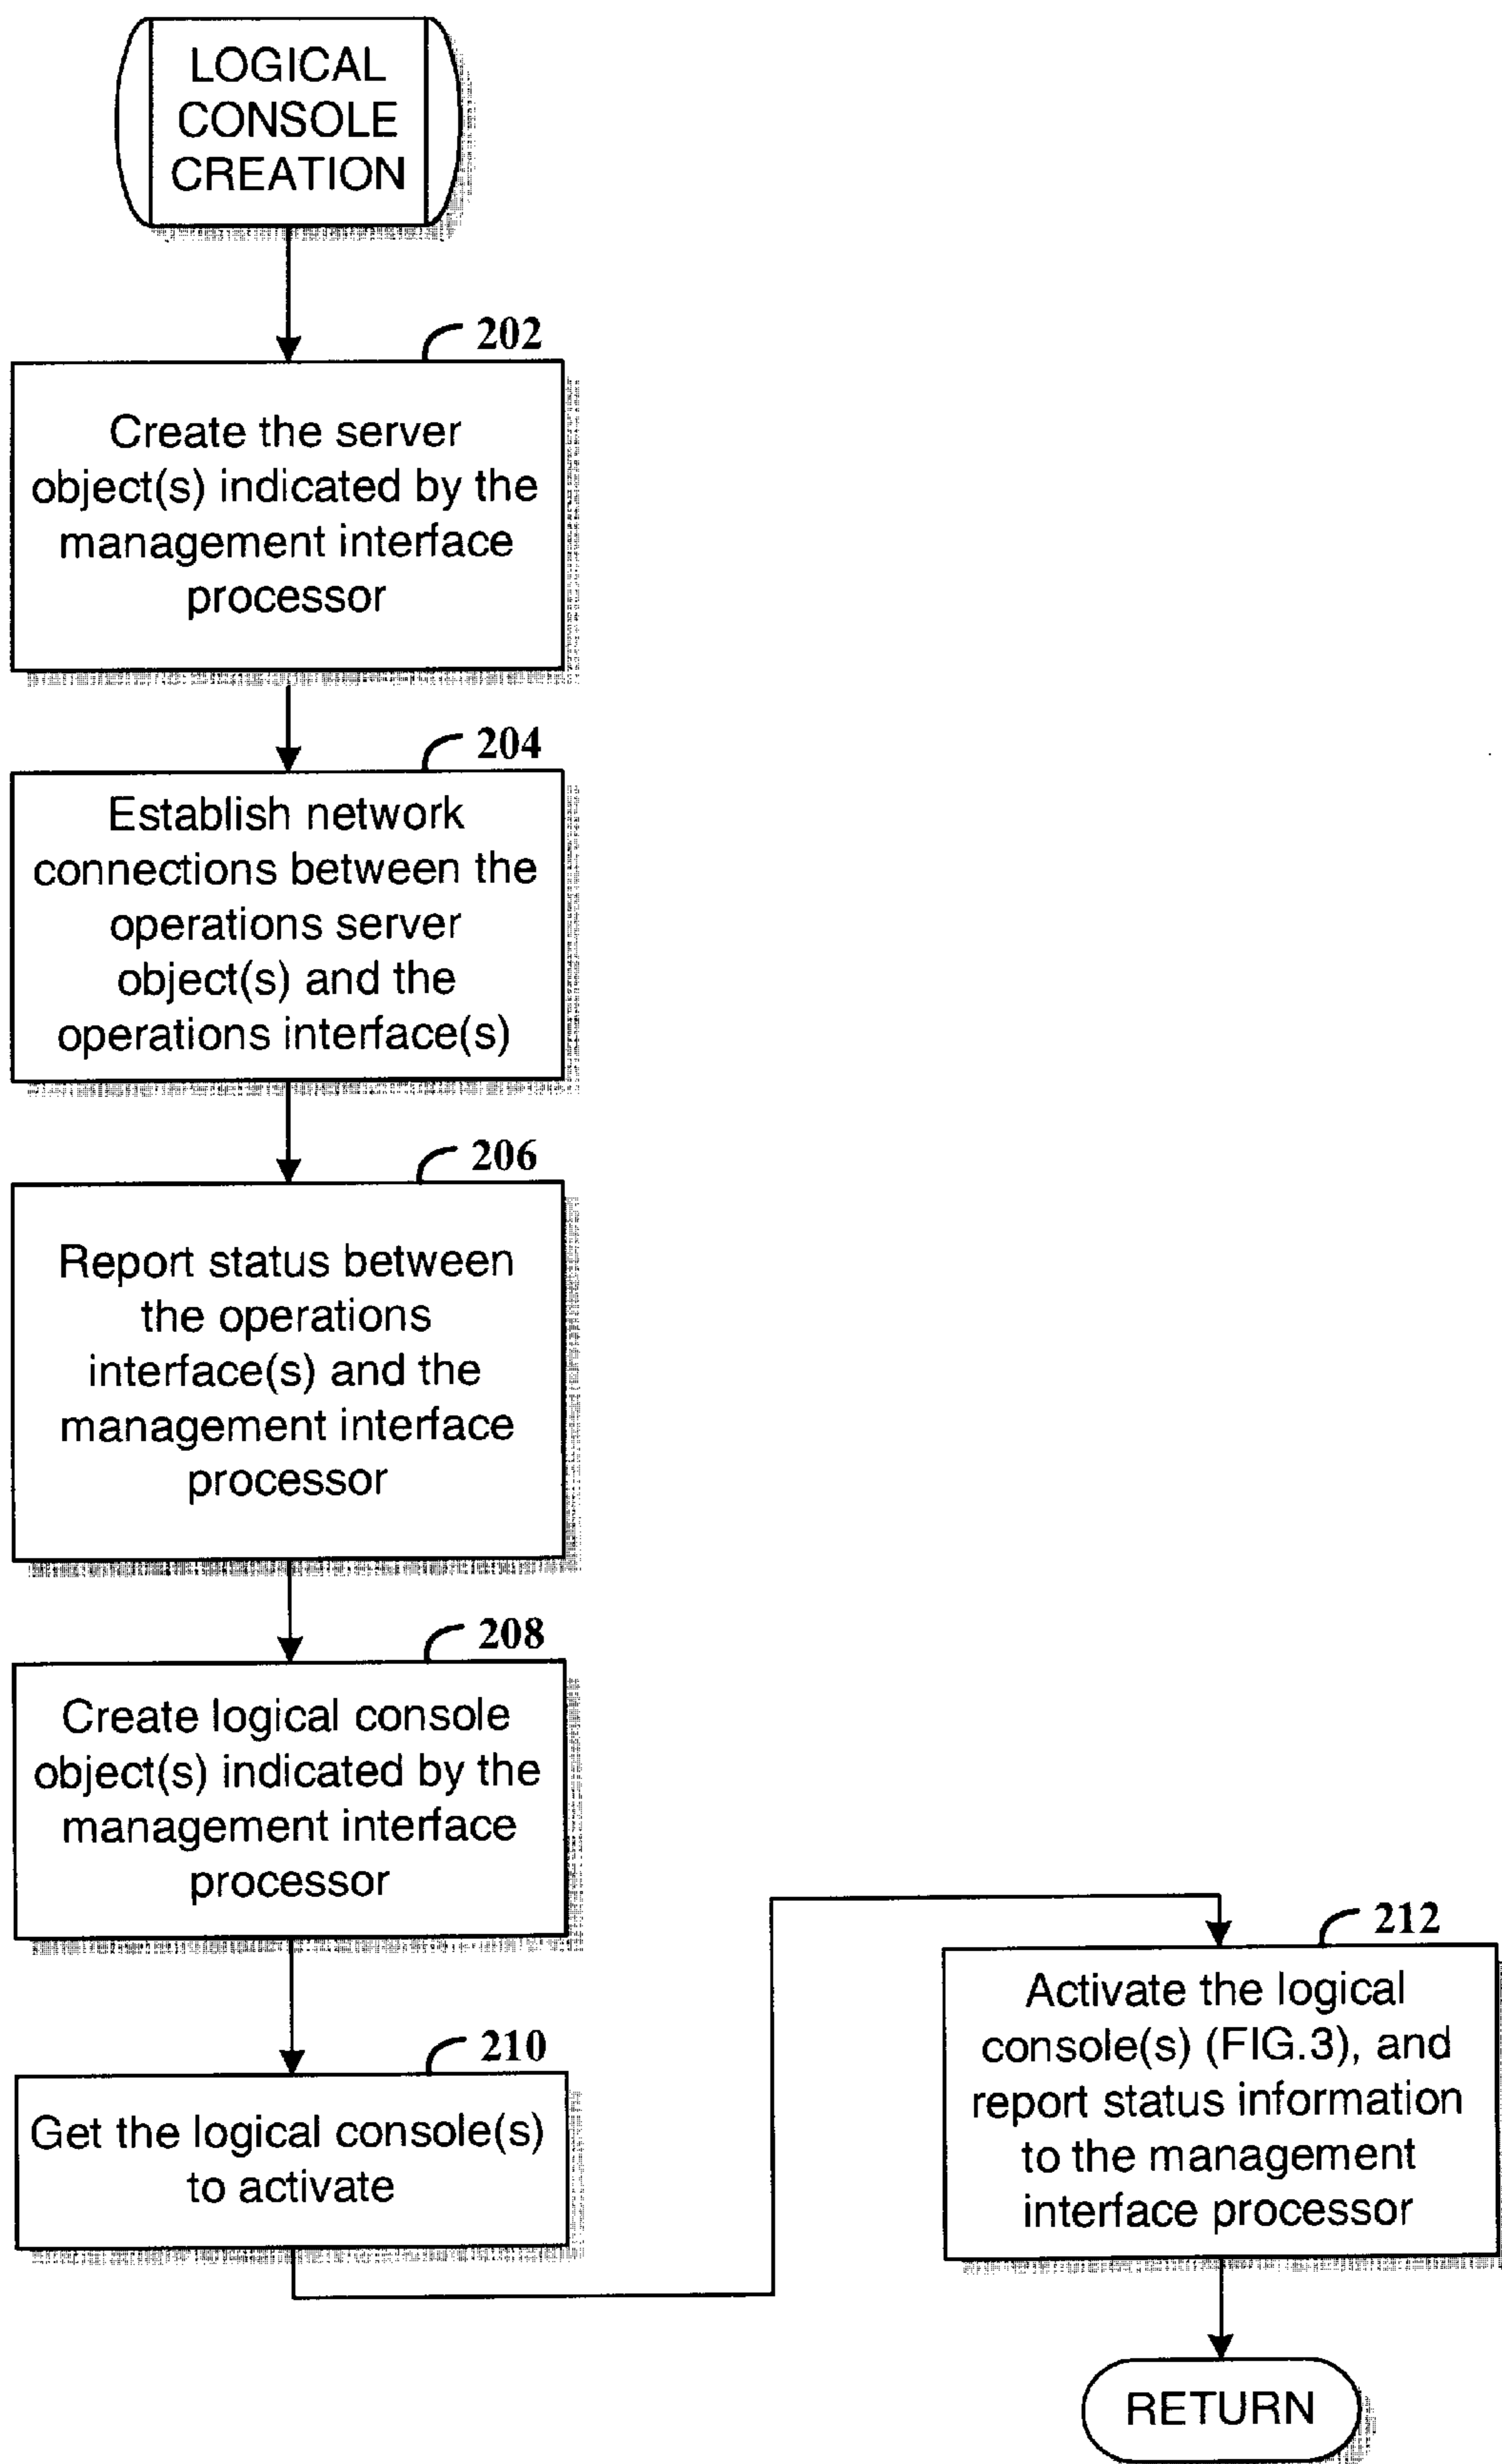 LOGICAL
CONSOLE
CREATION
202
Create the server
object(s) indicated by the
management interface
processor
204
Establish network
connections between the
operations server
object(s) and the
operations interface(s)
206
Report status between
the operations
interface(s) and the
management interface
processor
208
Create logical console
object(s) indicated by the
management interface
processor
210
Get the logical console(s)
to activate
212
Activate the logical
console(s) (FIG.3), and
report status information
to the management
interface processor
RETURN